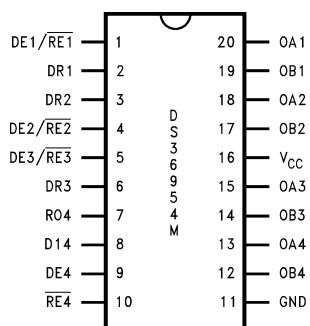 DE1/RE1 1 20 OA1
DR1 2 19 OB1
DR2 3 18 OA2
DE2/RE2 4 17 OB2
DE3/RE3 5 16 VCC
DR3 6 15 OA3
RO4 7 14 OB3
D14 8 13 OA4
DE4 9 12 OB4
RE4 10 11 GND
DS36954M